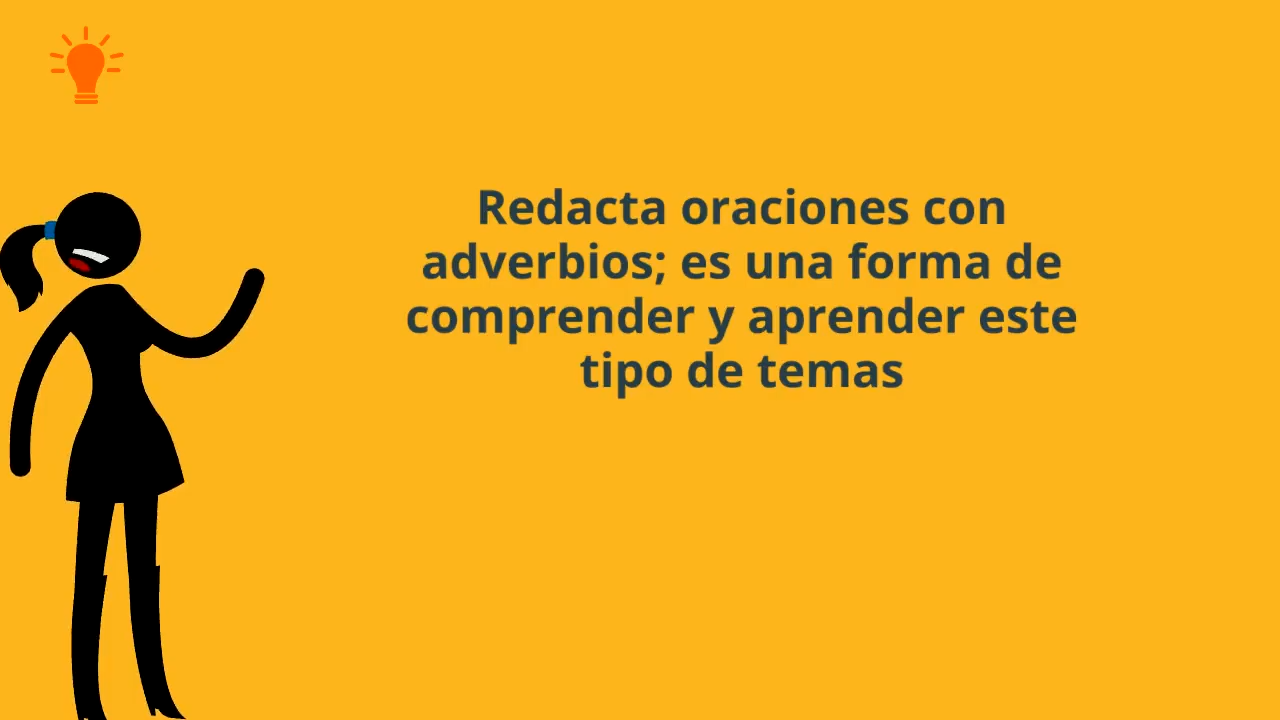 Redacta oraciones con
adverbios; es una forma de
comprender y aprender este
tipo de temas